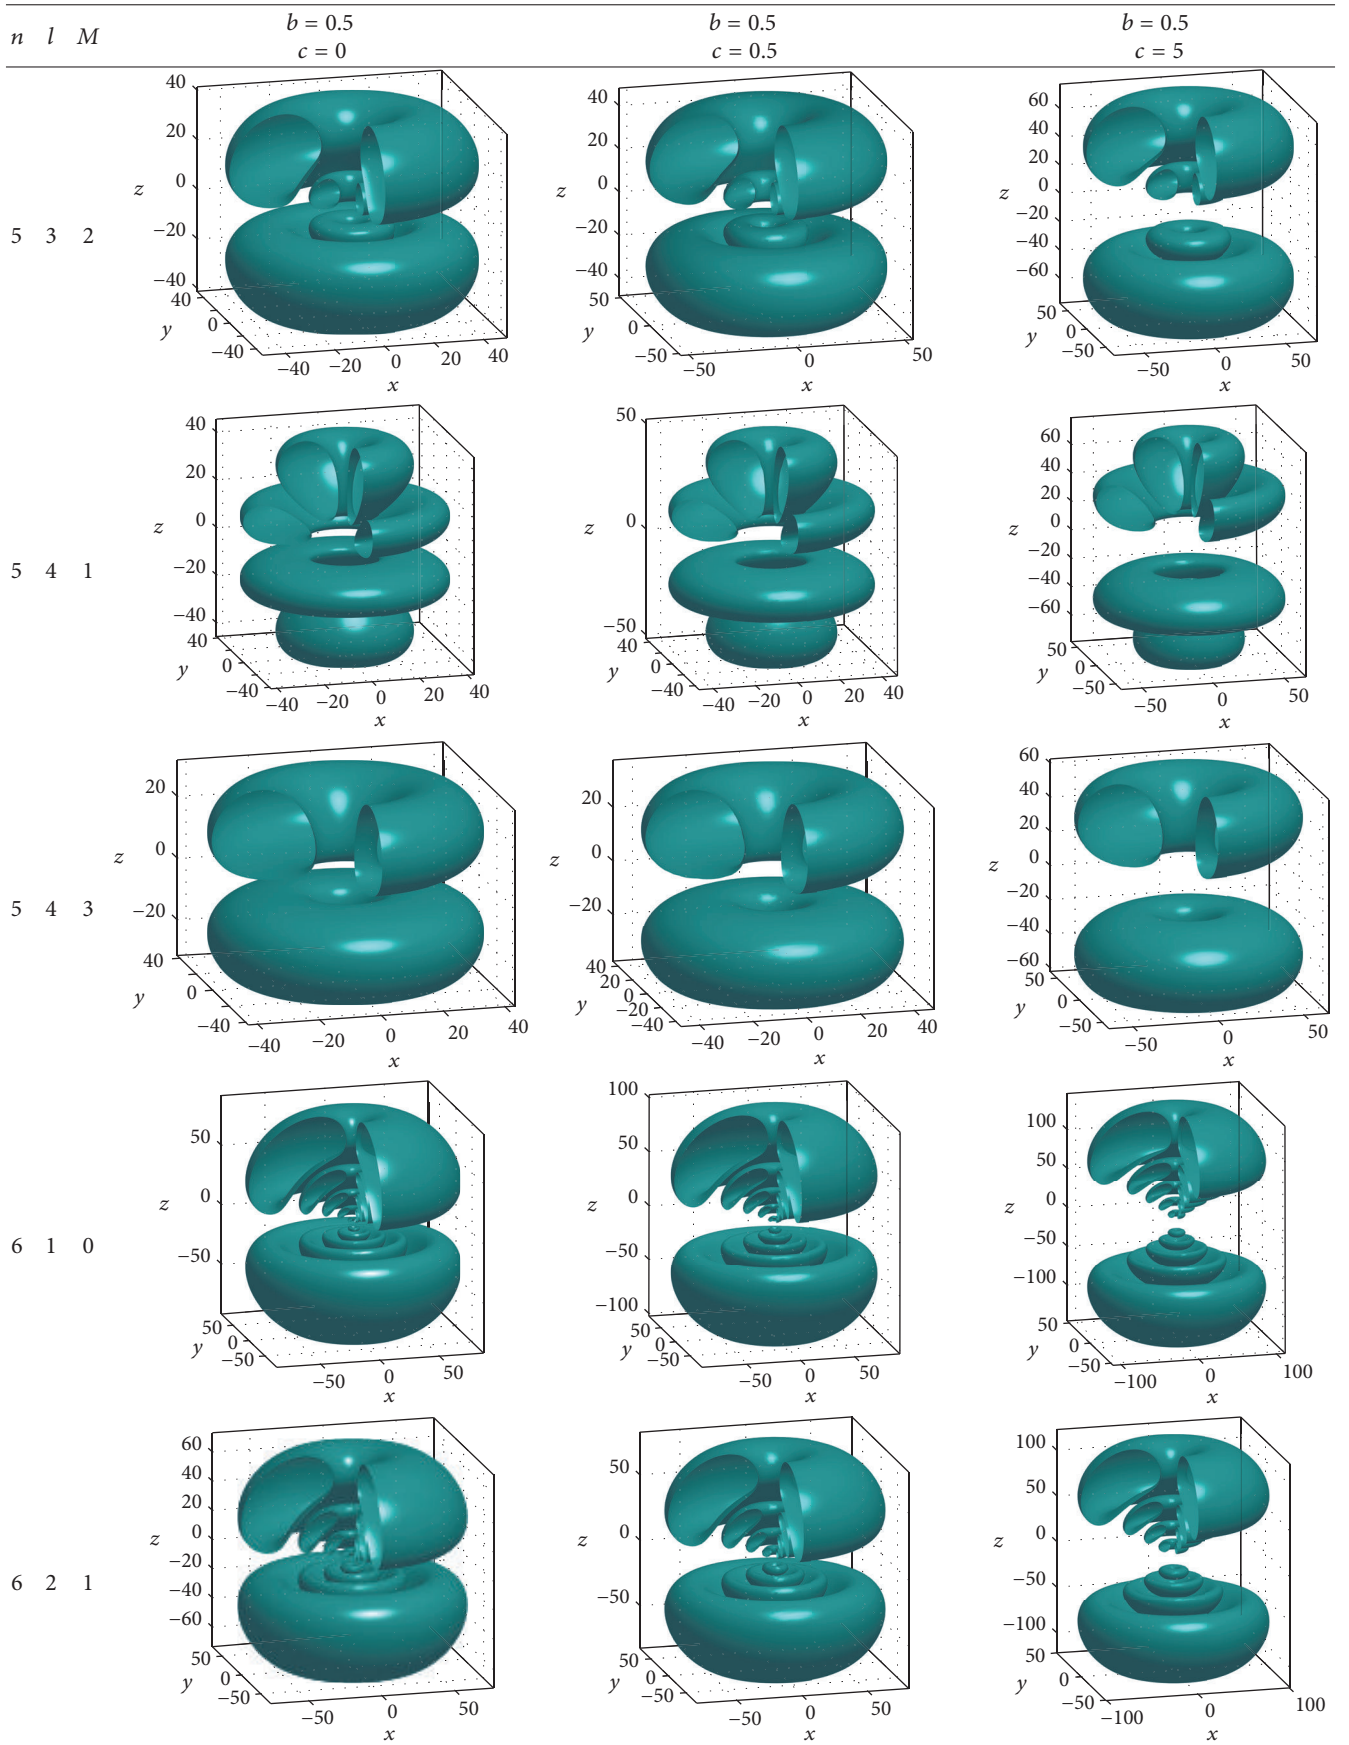 n l M
b = 0.5 b = 0.5 b = 0.5
c = 0 c = 0.5 c = 5
5 3 2
40 20 0 −20 −40 z
40 0 −40 y
−40 −20 0 20 40 x
40 20 0 −20 −40 z
50 0 −50 y
−50 0 50 x
60 40 20 0 −20 −40 −60 z
50 0 −50 y
−50 0 50 x
5 4 1
40 20 0 −20 −40 z
40 0 −40 y
−40 −20 0 20 40 x
50 0 −50 z
40 0 −40 y
−40 −20 0 20 40 x
60 40 20 0 −20 −40 −60 z
50 0 −50 y
−50 0 50 x
5 4 3
20 0 −20 z
40 0 −40 y
−40 −20 0 20 40 x
20 0 −20 z
40 20 0 −20 −40 y
−40 −20 0 20 40 x
60 40 20 0 −20 −40 −60 z
50 0 −50 y
−50 0 50 x
6 1 0
50 0 −50 z
50 0 −50 y
−50 0 50 x
100 50 0 −50 −100 z
50 0 −50 y
−50 0 50 x
100 50 0 −50 −100 z
50 0 −50 y
−100 0 100 x
6 2 1
60 40 20 0 −20 −40 −60 z
50 0 −50 y
−50 0 50 x
50 0 −50 z
50 0 −50 y
−50 0 50 x
100 50 0 −50 −100 z
50 0 −50 y
−100 0 100 x